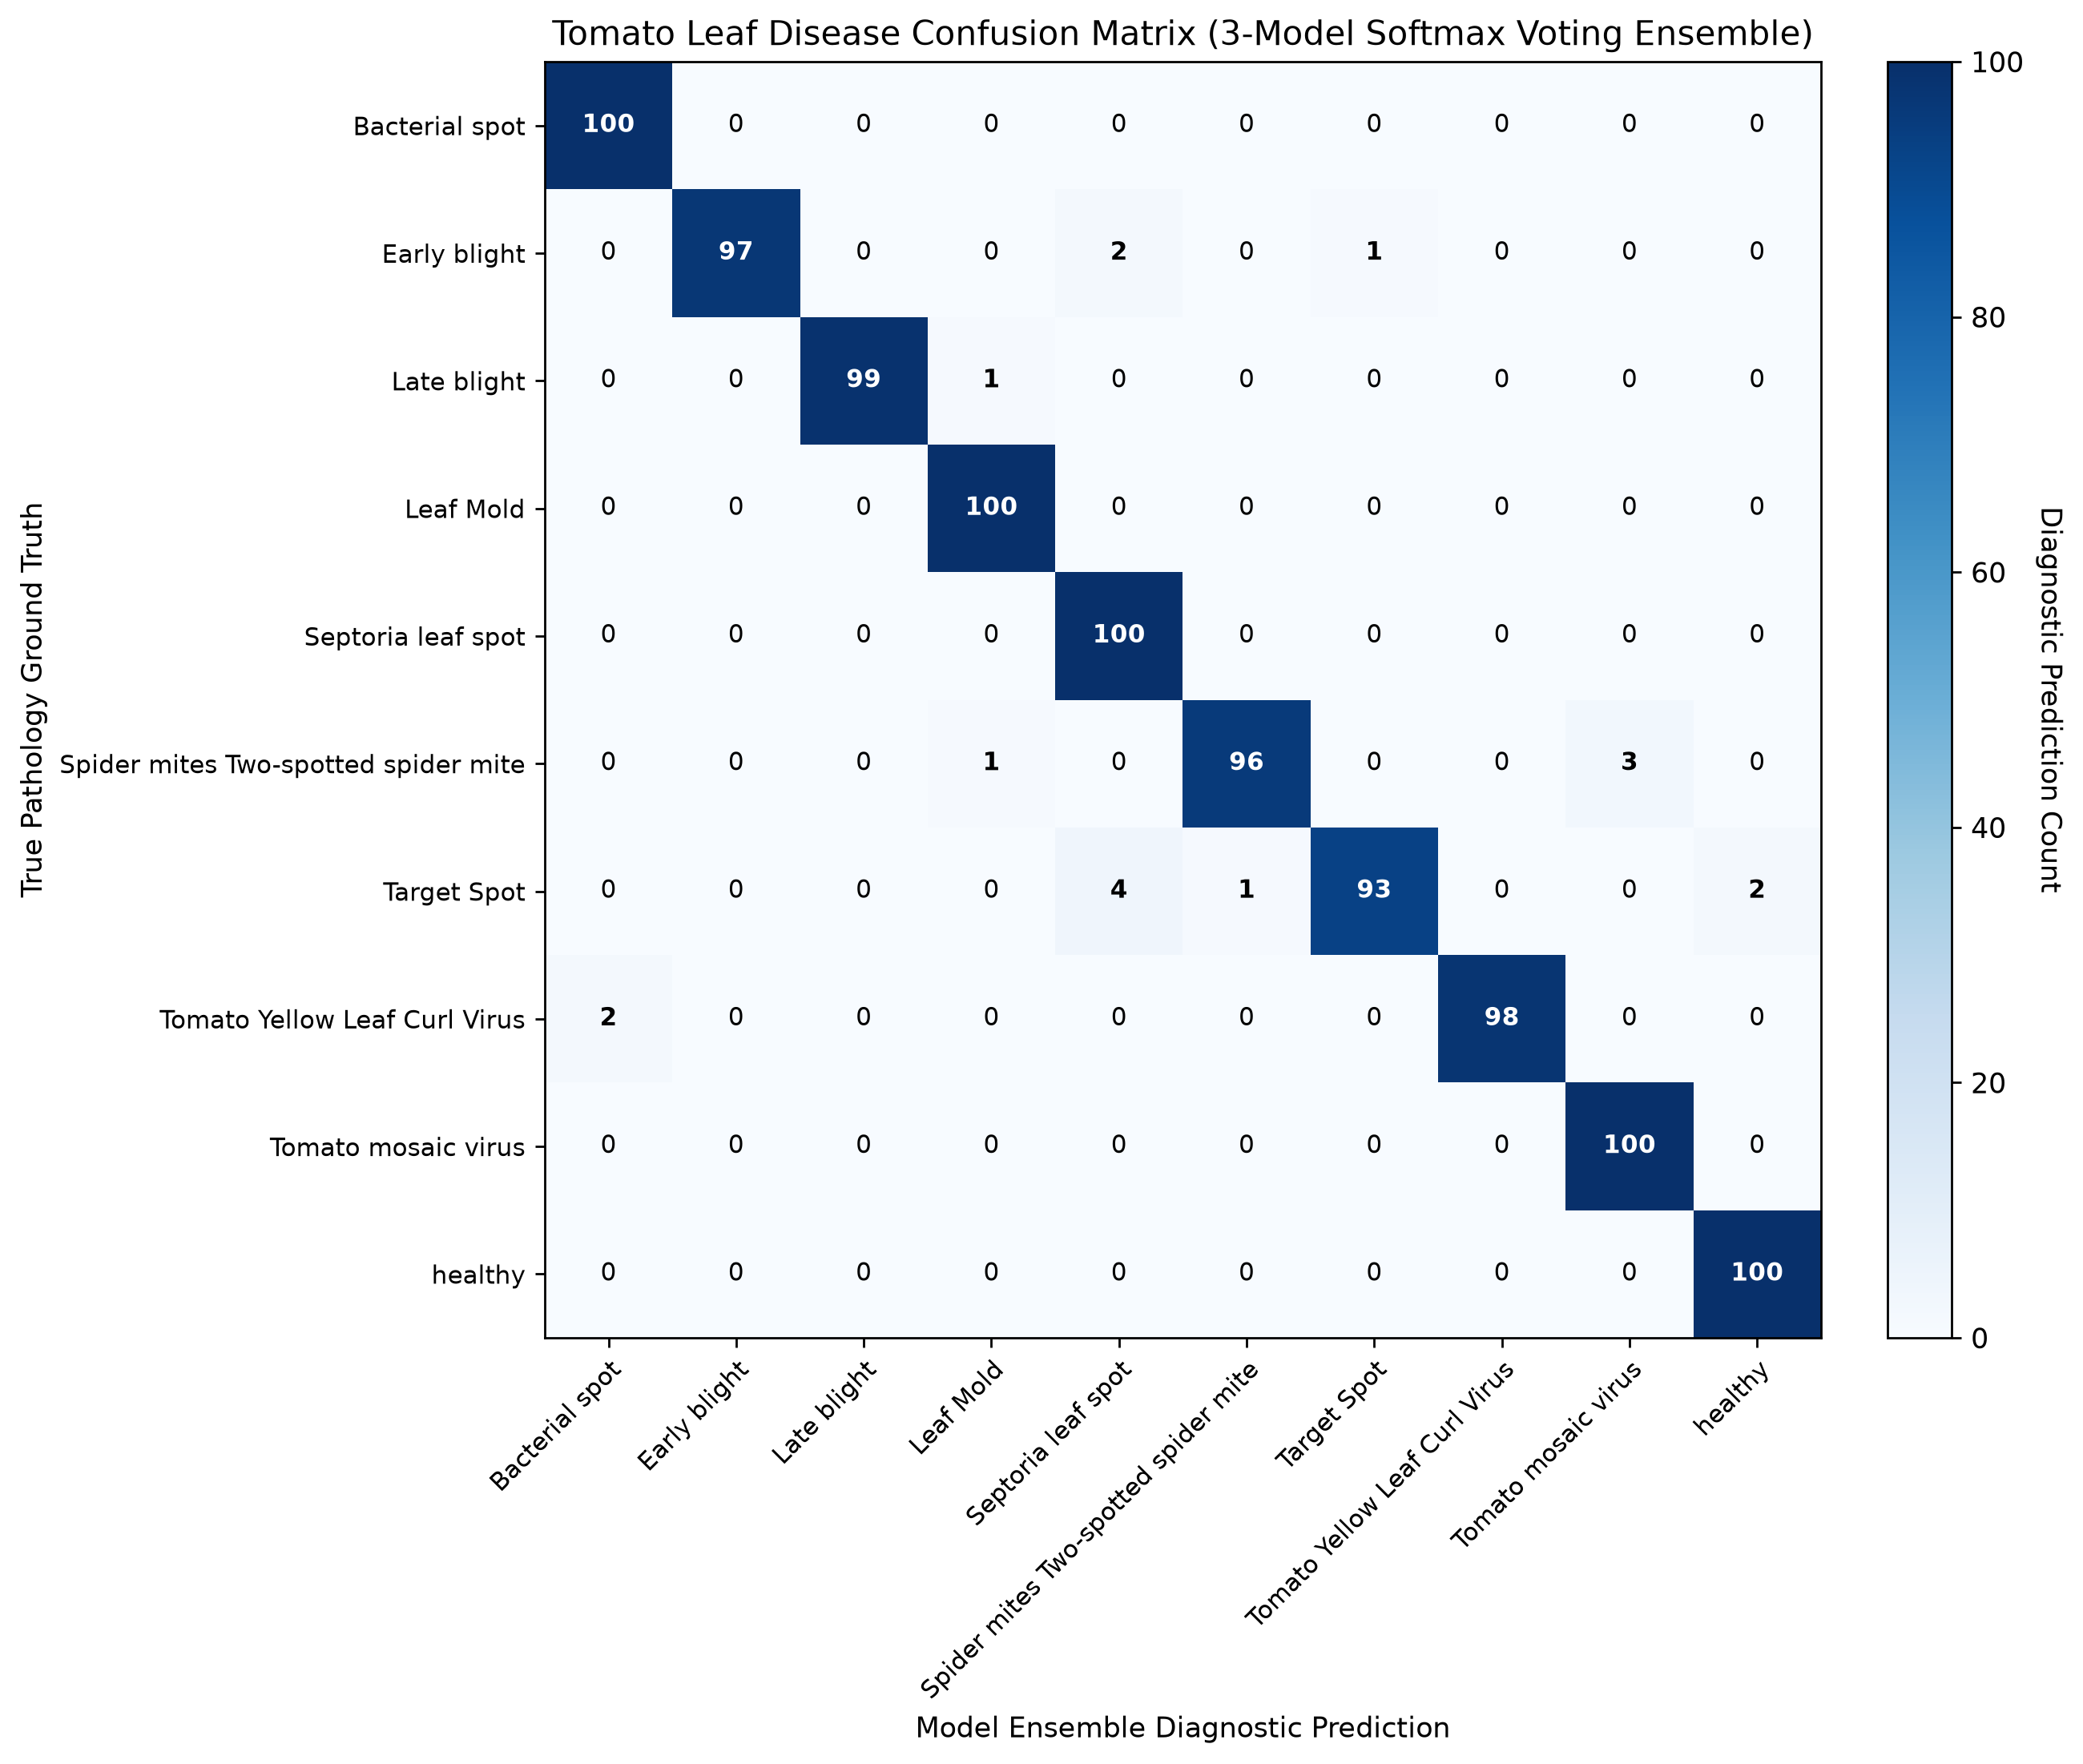 Tomato Leaf Disease Confusion Matrix (3-Model Softmax Voting Ensemble)
True Pathology Ground Truth
Bacterial spot 100 0 0 0 0 0 0 0 0 0
Early blight 0 97 0 0 2 0 1 0 0 0
Late blight 0 0 99 1 0 0 0 0 0 0
Leaf Mold 0 0 0 100 0 0 0 0 0 0
Septoria leaf spot 0 0 0 0 100 0 0 0 0 0
Spider mites Two-spotted spider mite 0 0 0 1 0 96 0 0 3 0
Target Spot 0 0 0 0 4 1 93 0 0 2
Tomato Yellow Leaf Curl Virus 2 0 0 0 0 0 0 98 0 0
Tomato mosaic virus 0 0 0 0 0 0 0 0 100 0
healthy 0 0 0 0 0 0 0 0 0 100
Bacterial spot
Early blight
Late blight
Leaf Mold
Septoria leaf spot
Spider mites Two-spotted spider mite
Target Spot
Tomato Yellow Leaf Curl Virus
Tomato mosaic virus
healthy
Model Ensemble Diagnostic Prediction
100
80
60
40
20
0
Diagnostic Prediction Count